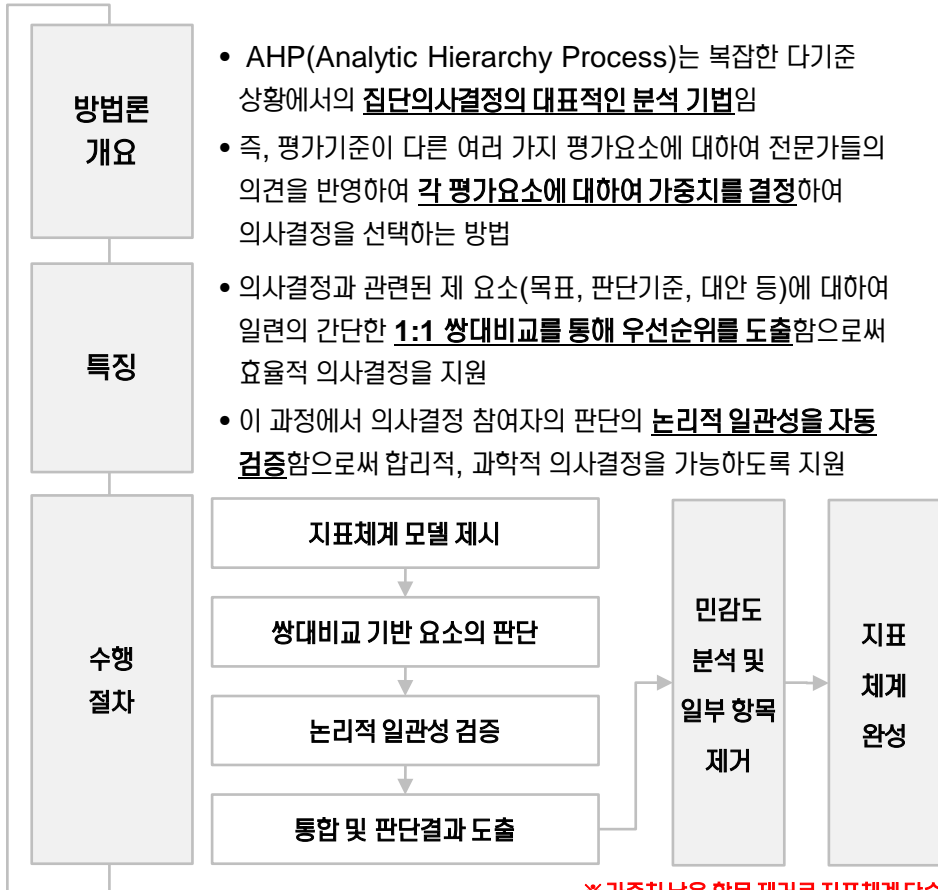 방법론
개요
• AHP(Analytic Hierarchy Process)는 복잡한 다기준
상황에서의 집단의사결정의 대표적인 분석 기법임
• 즉, 평가기준이 다른 여러 가지 평가요소에 대하여 전문가들의
의견을 반영하여 각 평가요소에 대하여 가중치를 결정하여
의사결정을 선택하는 방법
특징
• 의사결정과 관련된 제 요소(목표, 판단기준, 대안 등)에 대하여
일련의 간단한 1:1 쌍대비교를 통해 우선순위를 도출함으로써
효율적 의사결정을 지원
• 이 과정에서 의사결정 참여자의 판단의 논리적 일관성을 자동
검증함으로써 합리적, 과학적 의사결정을 가능하도록 지원
수행
절차
지표체계 모델 제시
쌍대비교 기반 요소의 판단
논리적 일관성 검증
통합 및 판단결과 도출
민감도
분석 및
일부 항목
제거
지표
체계
완성
※ 가중치 낮은 항목 제거로 지표체계